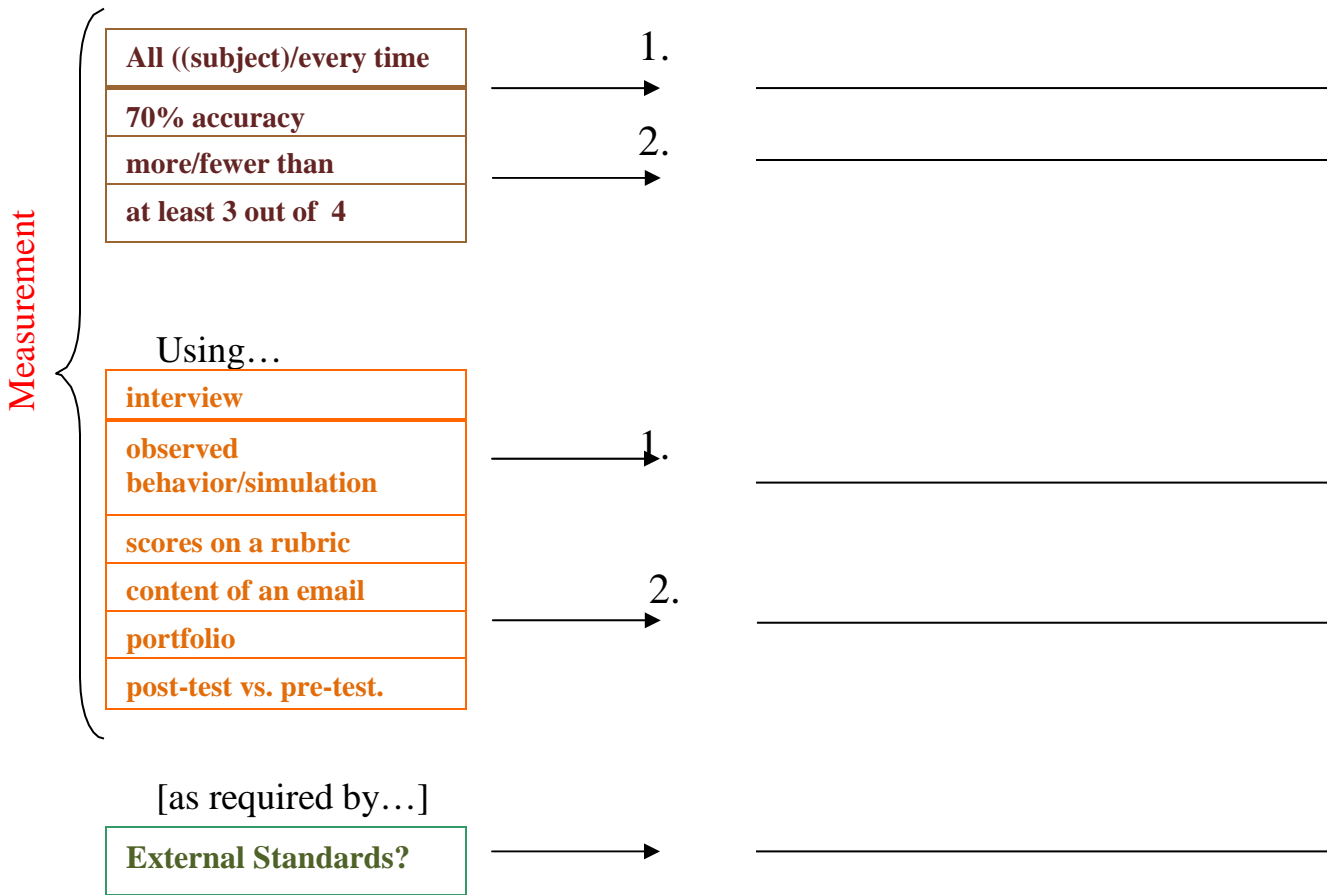 Measurement
All ((subject)/every time
70% accuracy
more/fewer than
at least 3 out of 4
1.
2.
Using…
interview
observed
behavior/simulation
scores on a rubric
content of an email
portfolio
post-test vs. pre-test.
1.
2.
[as required by…]
External Standards?